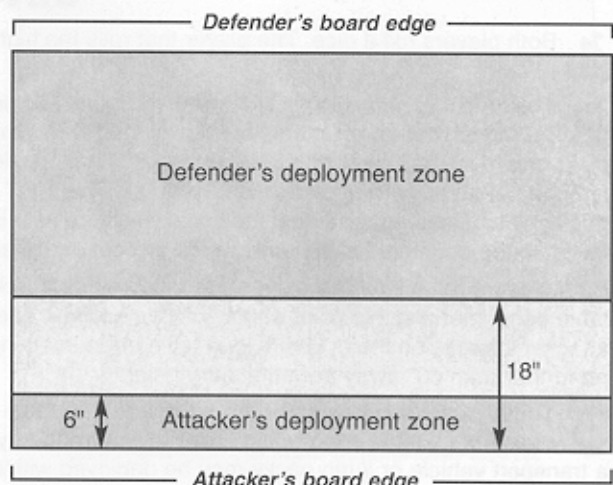 Defender's board edge
Defender's deployment zone
18"
6"
Attacker's deployment zone
Attacker's board edge